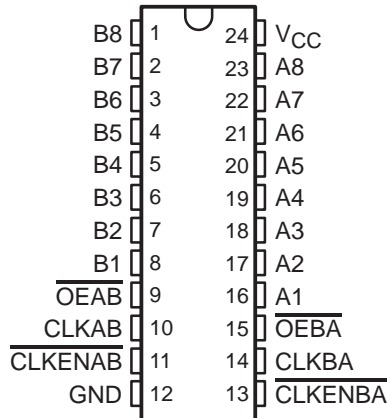 B8 1 24 VCC
B7 2 23 A8
B6 3 22 A7
B5 4 21 A6
B4 5 20 A5
B3 6 19 A4
B2 7 18 A3
B1 8 17 A2
OEAB 9 16 A1
CLKAB 10 15 OEBA
CLKENAB 11 14 CLKBA
GND 12 13 CLKENBA